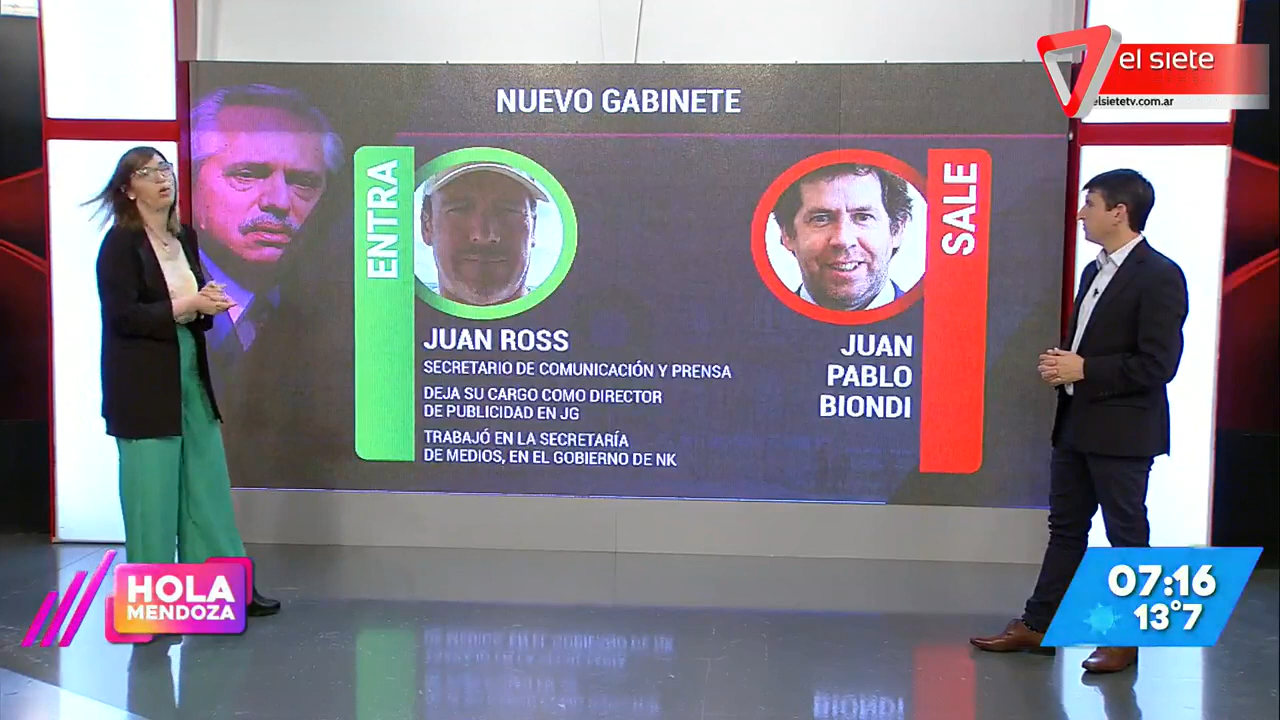 el siete
elsietetv.com.ar
NUEVO GABINETE
ENTRA
SALE
JUAN ROSS
SECRETARIO DE COMUNICACIÓN Y PRENSA
DEJA SU CARGO COMO DIRECTOR
DE PUBLICIDAD EN JG
TRABAJÓ EN LA SECRETARÍA
DE MEDIOS, EN EL GOBIERNO DE NK
JUAN
PABLO
BIONDI
HOLA
MENDOZA
07:16
13°7